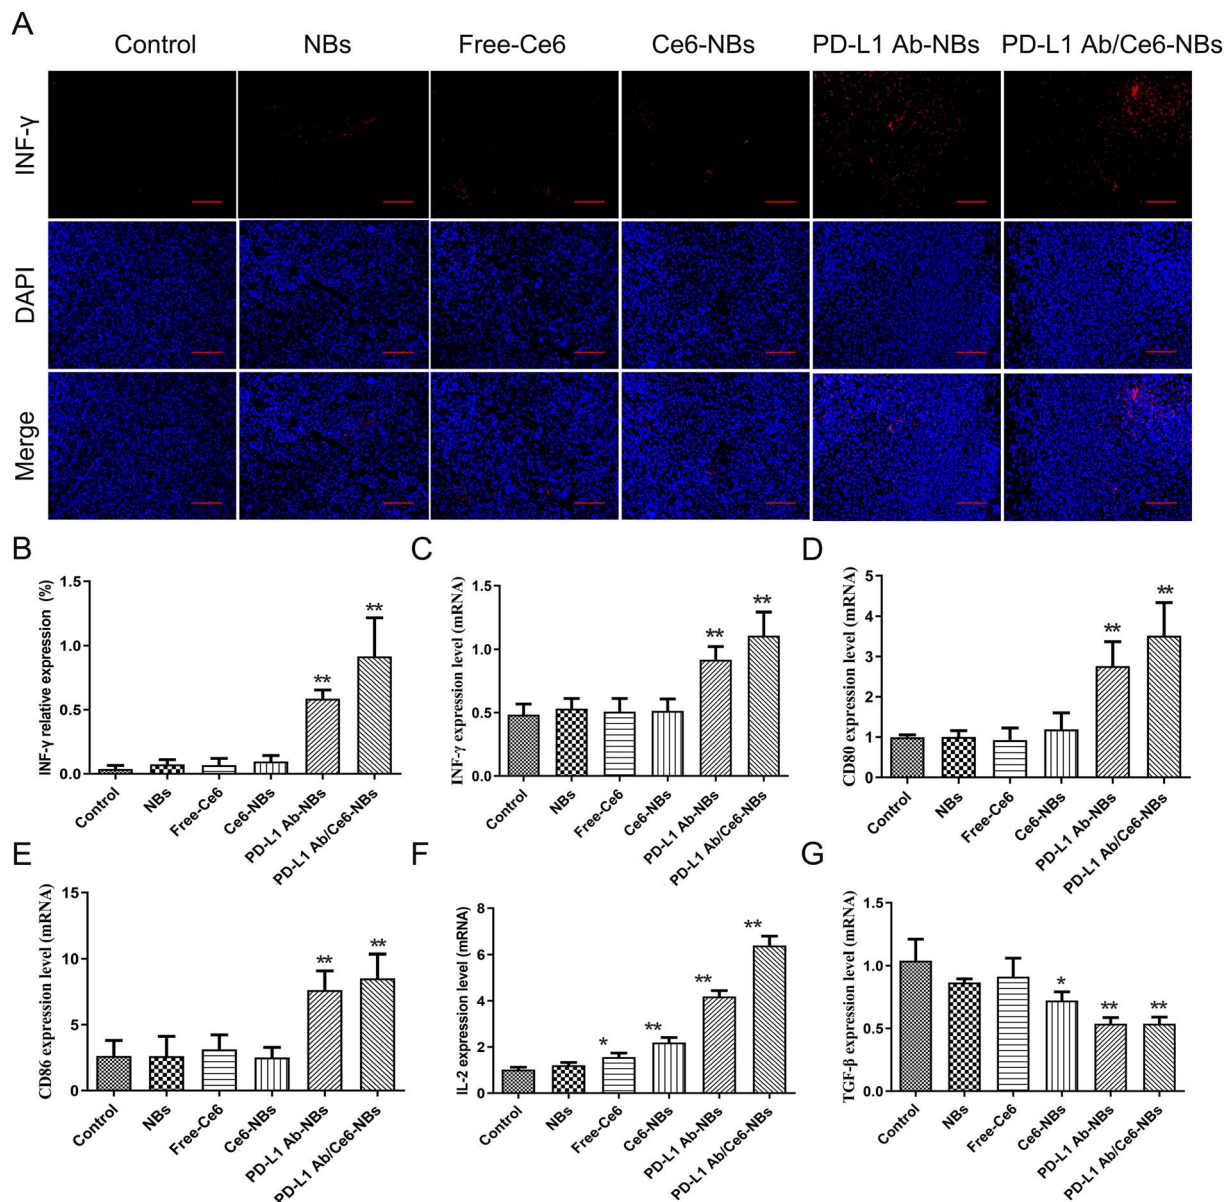 A
Control NBs Free-Ce6 Ce6-NBs PD-L1 Ab-NBs PD-L1 Ab/Ce6-NBs
INF-γ
DAPI
Merge
B
INF-γ relative expression (%)
1.5
1.0
0.5
0.0
** **
Control NBs Free-Ce6 Ce6-NBs PD-L1 Ab-NBs PD-L1 Ab/Ce6-NBs
C
INF-γ expression level (mRNA)
1.5
1.0
0.5
0.0
** **
Control NBs Free-Ce6 Ce6-NBs PD-L1 Ab-NBs PD-L1 Ab/Ce6-NBs
D
CD80 expression level (mRNA)
5
4
3
2
1
0
** **
Control NBs Free-Ce6 Ce6-NBs PD-L1 Ab-NBs PD-L1 Ab/Ce6-NBs
E
CD86 expression level (mRNA)
15
10
5
0
** **
Control NBs Free-Ce6 Ce6-NBs PD-L1 Ab-NBs PD-L1 Ab/Ce6-NBs
F
IL-2 expression level (mRNA)
8
6
4
2
0
* ** ** **
Control NBs Free-Ce6 Ce6-NBs PD-L1 Ab-NBs PD-L1 Ab/Ce6-NBs
G
TGF-β expression level (mRNA)
1.5
1.0
0.5
0.0
* ** **
Control NBs Free-Ce6 Ce6-NBs PD-L1 Ab-NBs PD-L1 Ab/Ce6-NBs